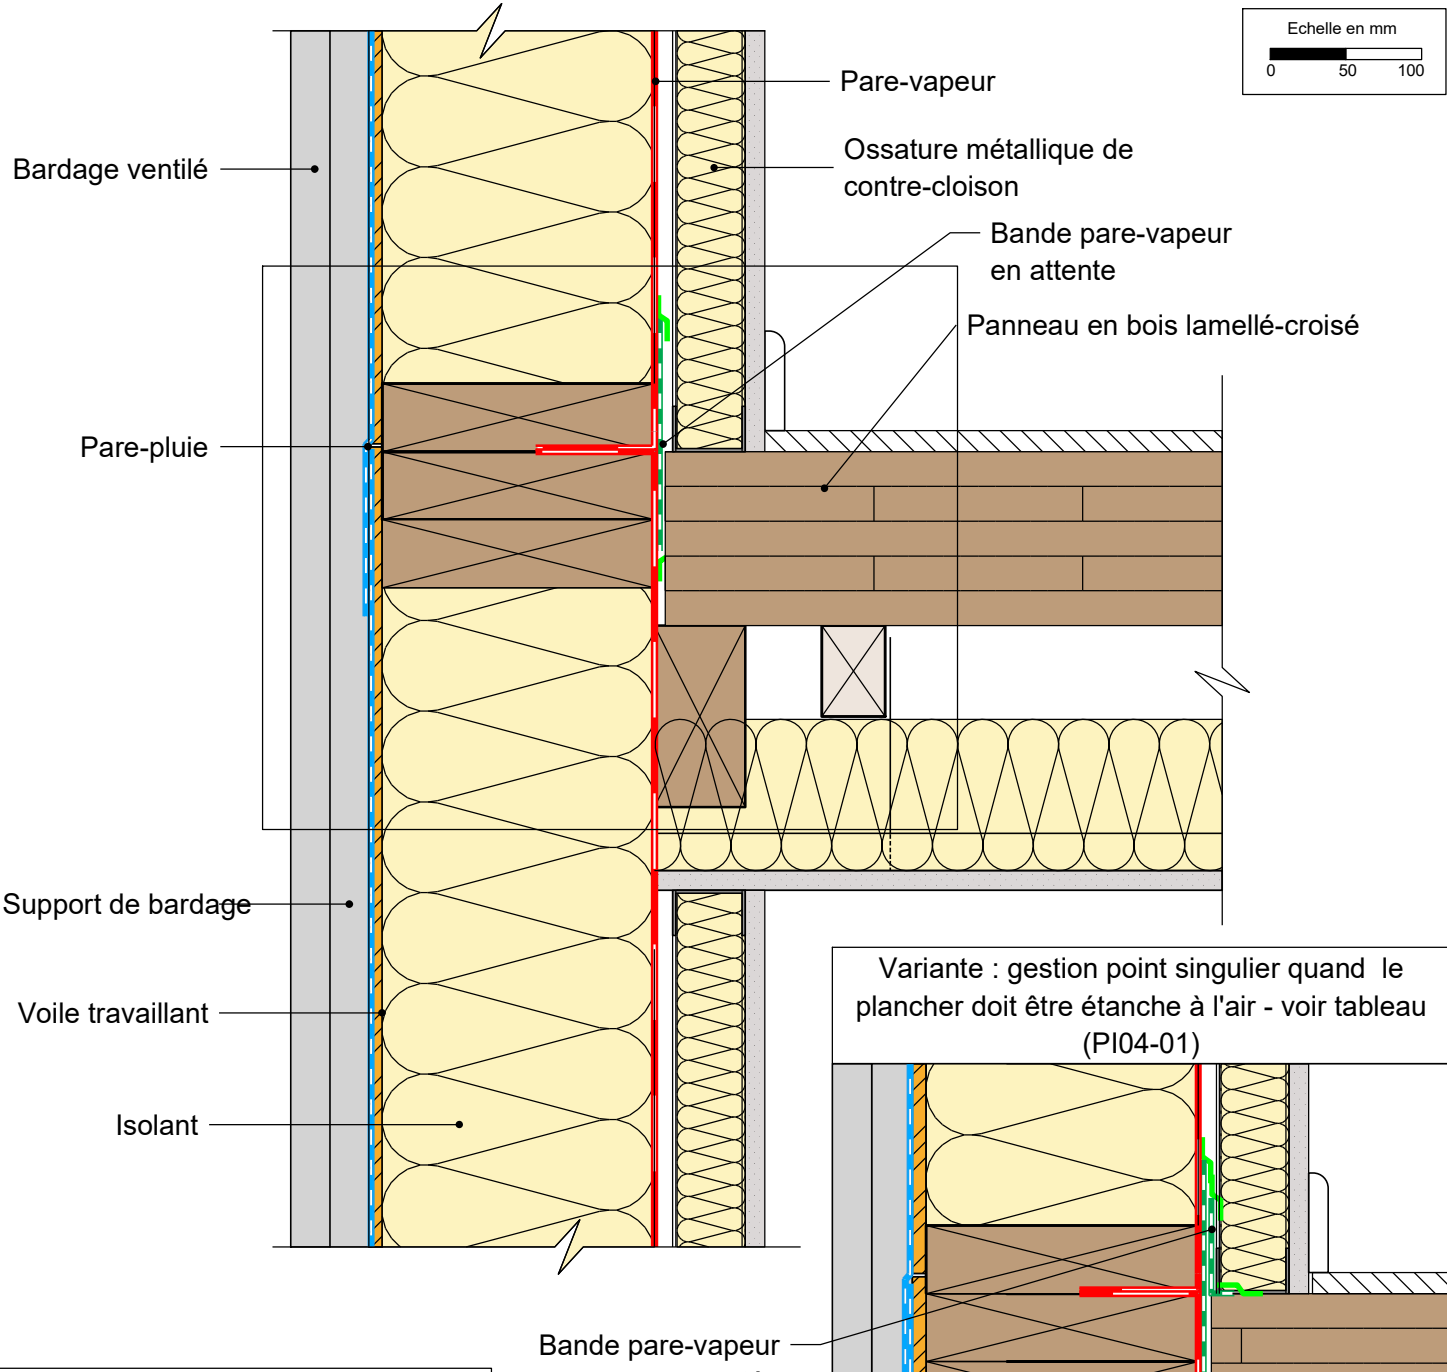 Echelle en mm
0 50 100
Pare-vapeur
Ossature métallique de
contre-cloison
Bardage ventilé
Bande pare-vapeur
en attente
Panneau en bois lamellé-croisé
Pare-pluie
Support de bardage
Voile travaillant
Isolant
Variante : gestion point singulier quand le
plancher doit être étanche à l'air - voir tableau
(PI04-01)
Bande pare-vapeur